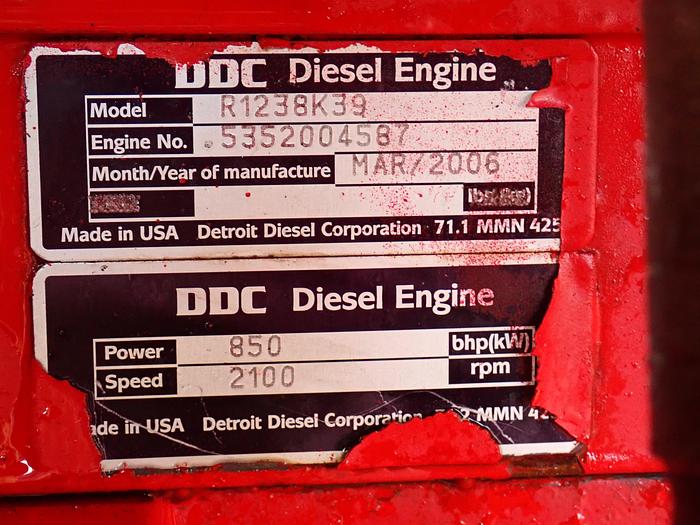 DDC Diesel Engine
Model R1238K39
Engine No. .5352004587
Month/Year of manufacture MAR/2006
Made in USA Detroit Diesel Corporation 71.1 MMN 425
DDC Diesel Engine
Power 850 bhp(kW)
Speed 2100 rpm
ade in USA Detroit Diesel Corporation MMN 42